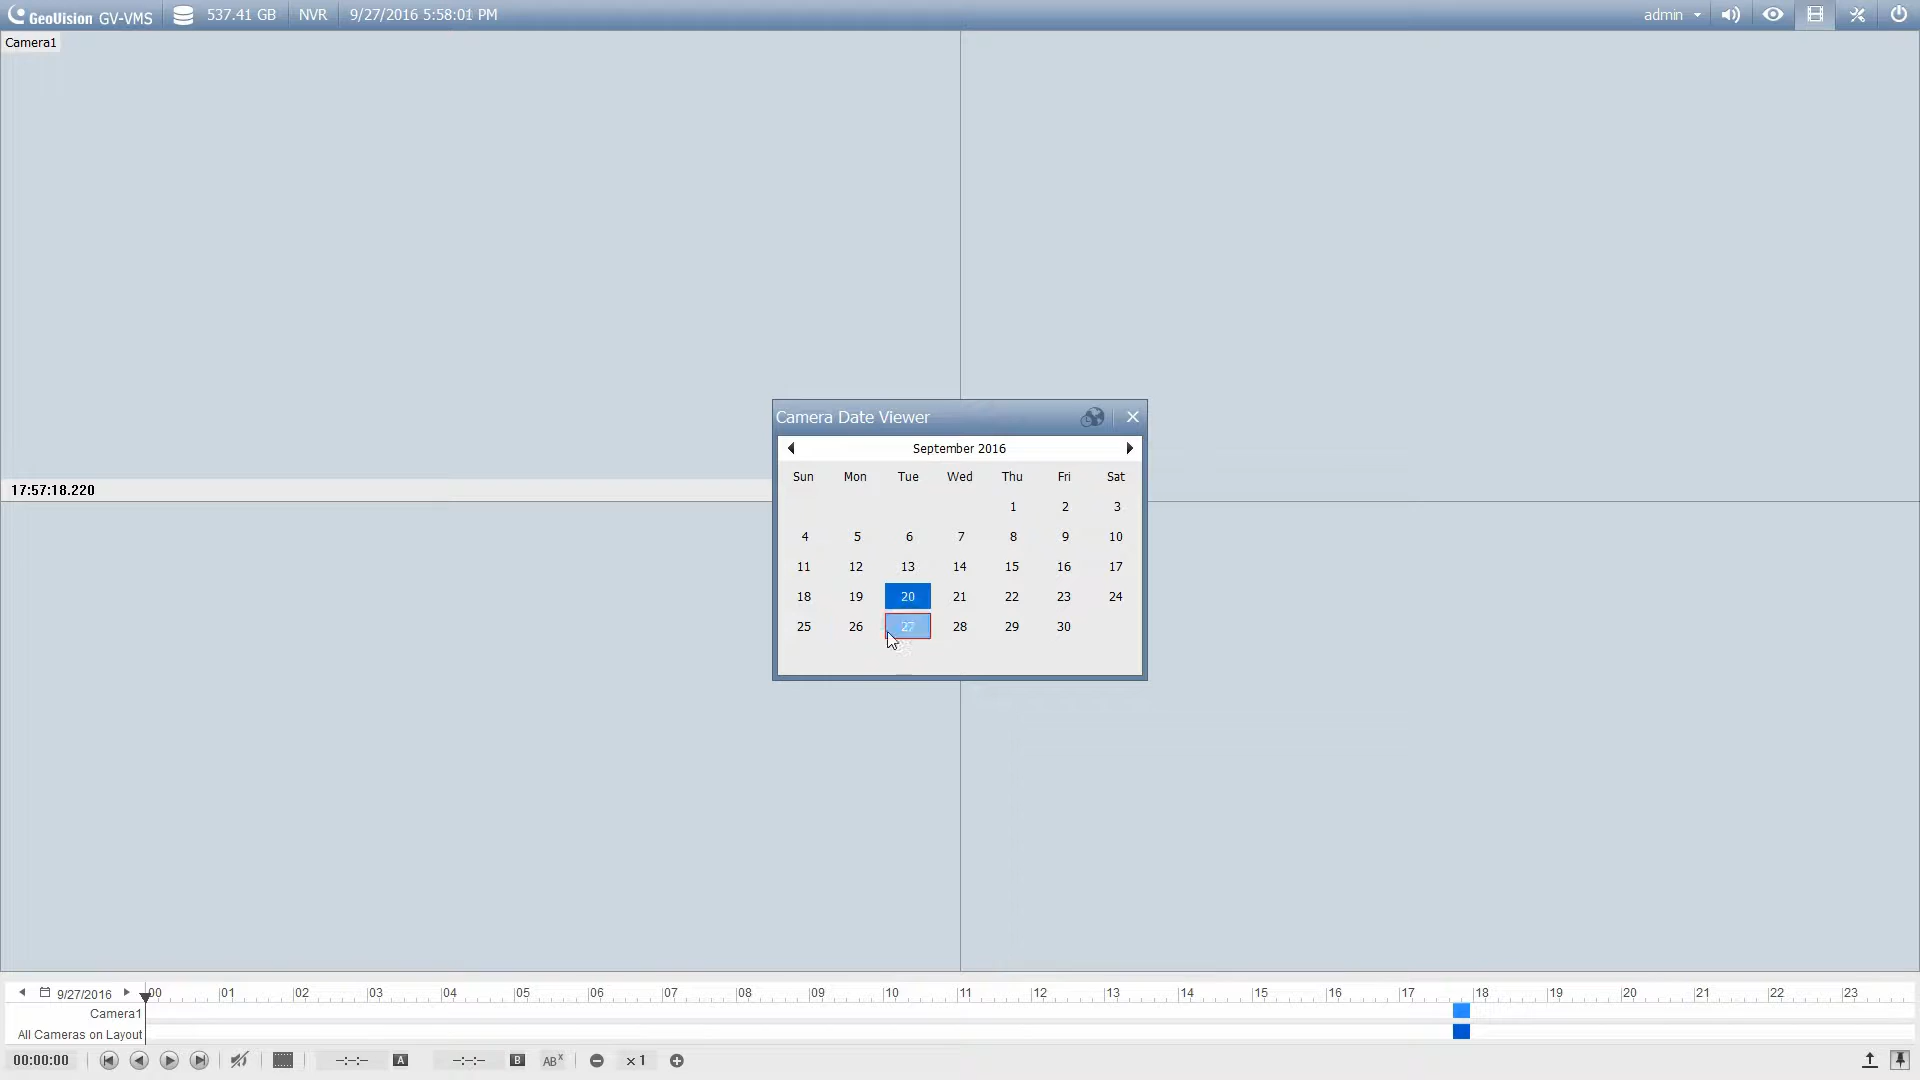 GeoVision GV-VMS 537.41 GB NVR 9/27/2016 5:58:01 PM admin
Camera1
Camera Date Viewer
September 2016
Sun Mon Tue Wed Thu Fri Sat
1 2 3
4 5 6 7 8 9 10
11 12 13 14 15 16 17
18 19 20 21 22 23 24
25 26 27 28 29 30
17:57:18.220
9/27/2016 00 01 02 03 04 05 06 07 08 09 10 11 12 13 14 15 16 17 18 19 20 21 22 23
Camera1
All Cameras on Layout
00:00:00 --:--:-- A --:--:-- B ABx x 1